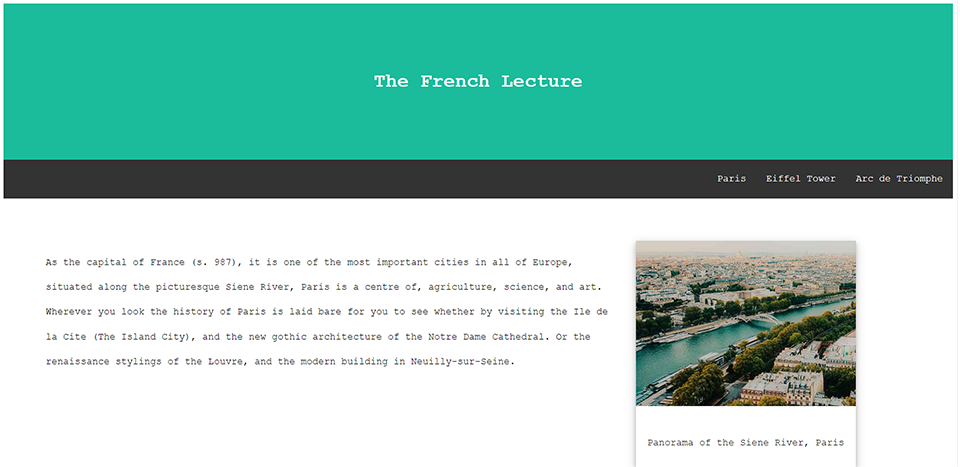 The French Lecture
Paris Eiffel Tower Arc de Triomphe
As the capital of France (s. 987), it is one of the most important cities in all of Europe,
situated along the picturesque Siene River, Paris is a centre of, agriculture, science, and art.
Wherever you look the history of Paris is laid bare for you to see whether by visiting the Ile de
la Cite (The Island City), and the new gothic architecture of the Notre Dame Cathedral. Or the
renaissance stylings of the Louvre, and the modern building in Neuilly-sur-Seine.
Panorama of the Siene River, Paris